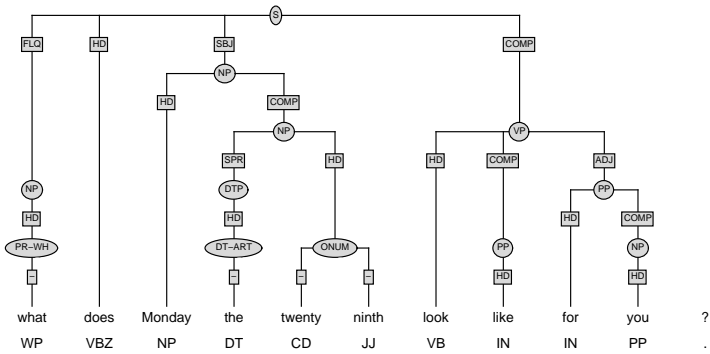 S
FLQ HD SBJ COMP
NP
HD COMP
NP VP
SPR HD HD COMP ADJ
NP DTP PP
HD HD HD COMP
PR–WH DT–ART ONUM PP NP
– – – – HD HD
what does Monday the twenty ninth look like for you ?
WP VBZ NP DT CD JJ VB IN IN PP .